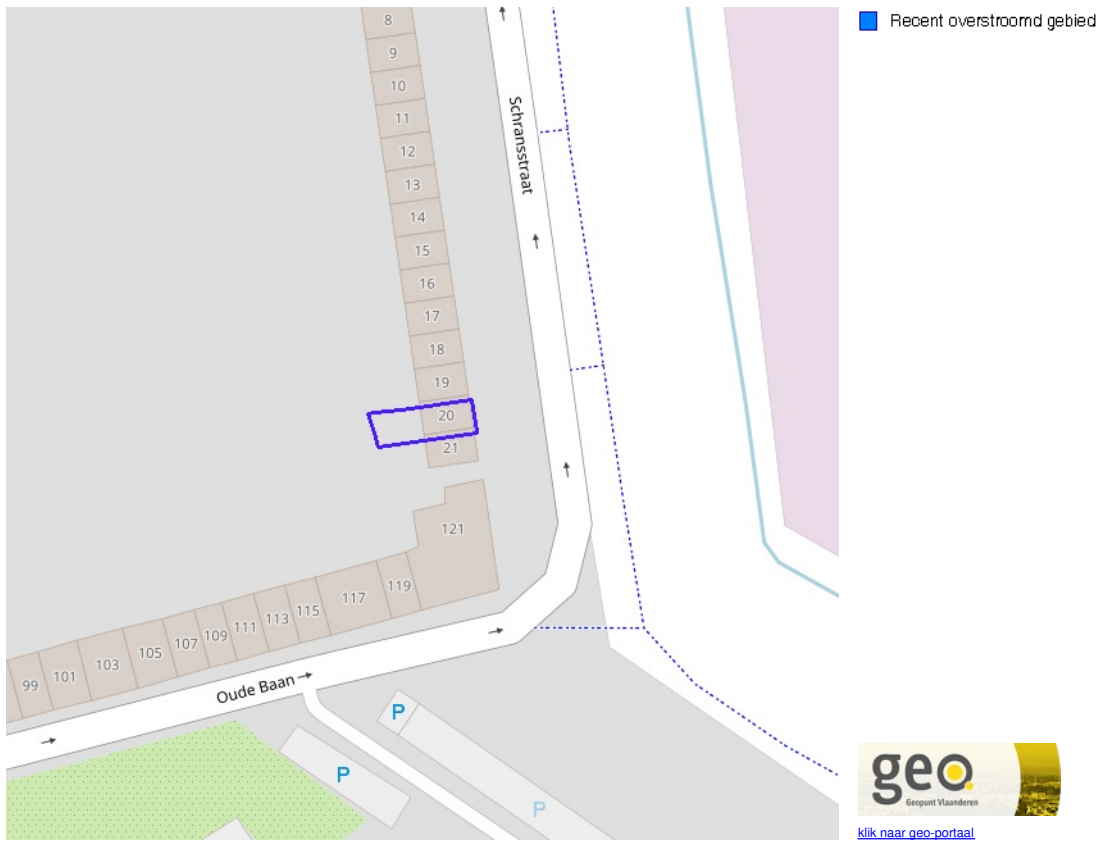 8
9
10
11
12
13
14
15
16
17
18
19
20
21
121
119
117
115
113
111
109
107
105
103
101
99
Schransstraat
Oude Baan
P
P
P
Recent overstroomd gebied
geo.
Geopunt Vlaanderen
klik naar geo-portaal